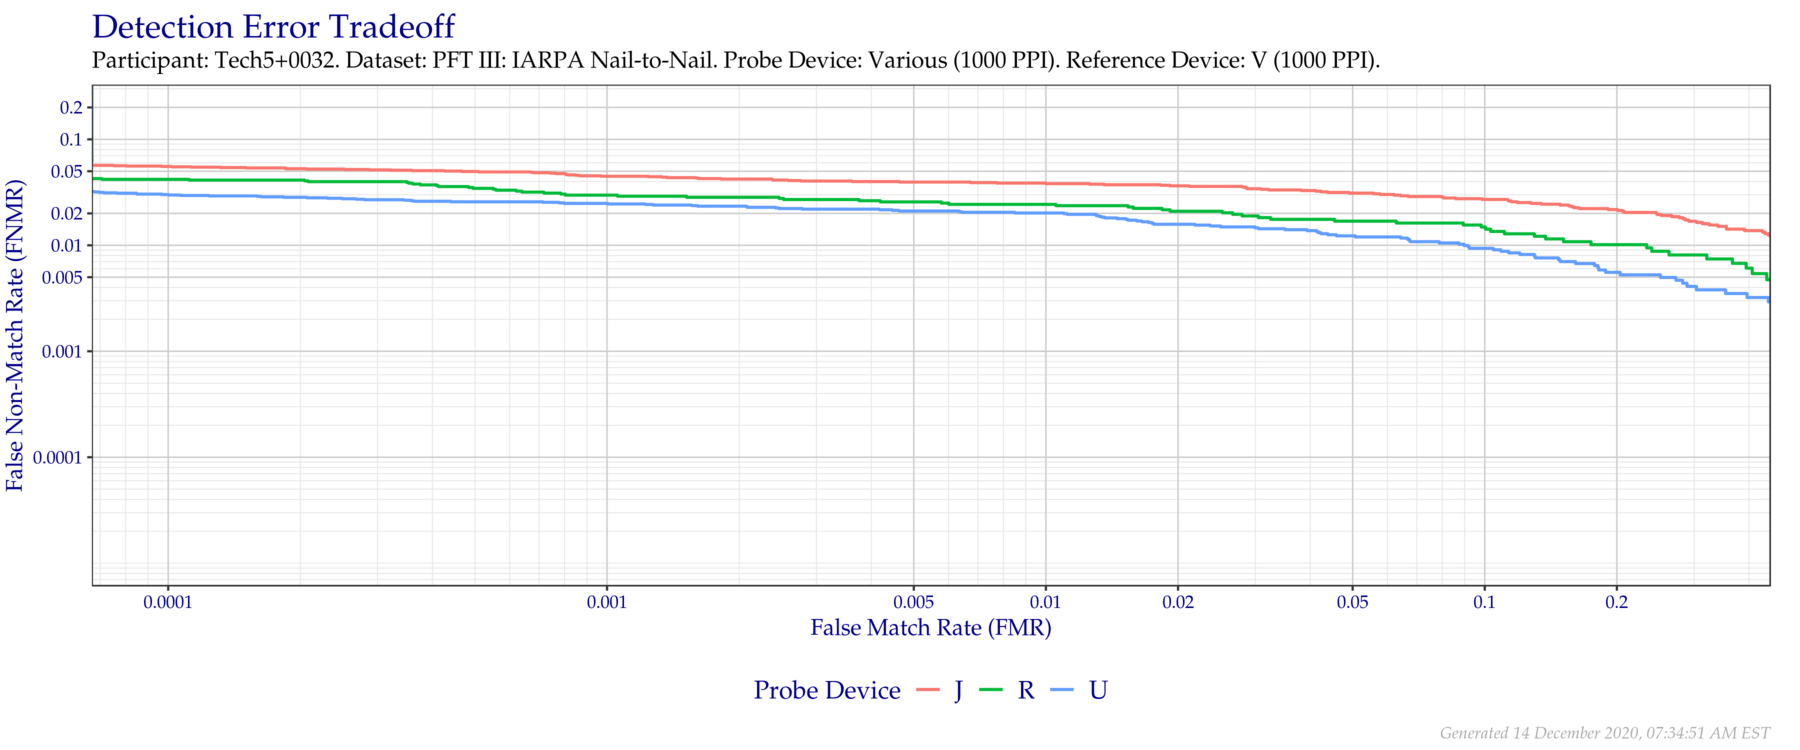 Detection Error Tradeoff
Participant: Tech5+0032. Dataset: PFT III: IARPA Nail-to-Nail. Probe Device: Various (1000 PPI). Reference Device: V (1000 PPI).
False Non-Match Rate (FNMR)
0.2
0.1
0.05
0.02
0.01
0.005
0.001
0.0001
0.0001 0.001 0.005 0.01 0.02 0.05 0.1 0.2
False Match Rate (FMR)
Probe Device J R U
Generated 14 December 2020, 07:34:51 AM EST